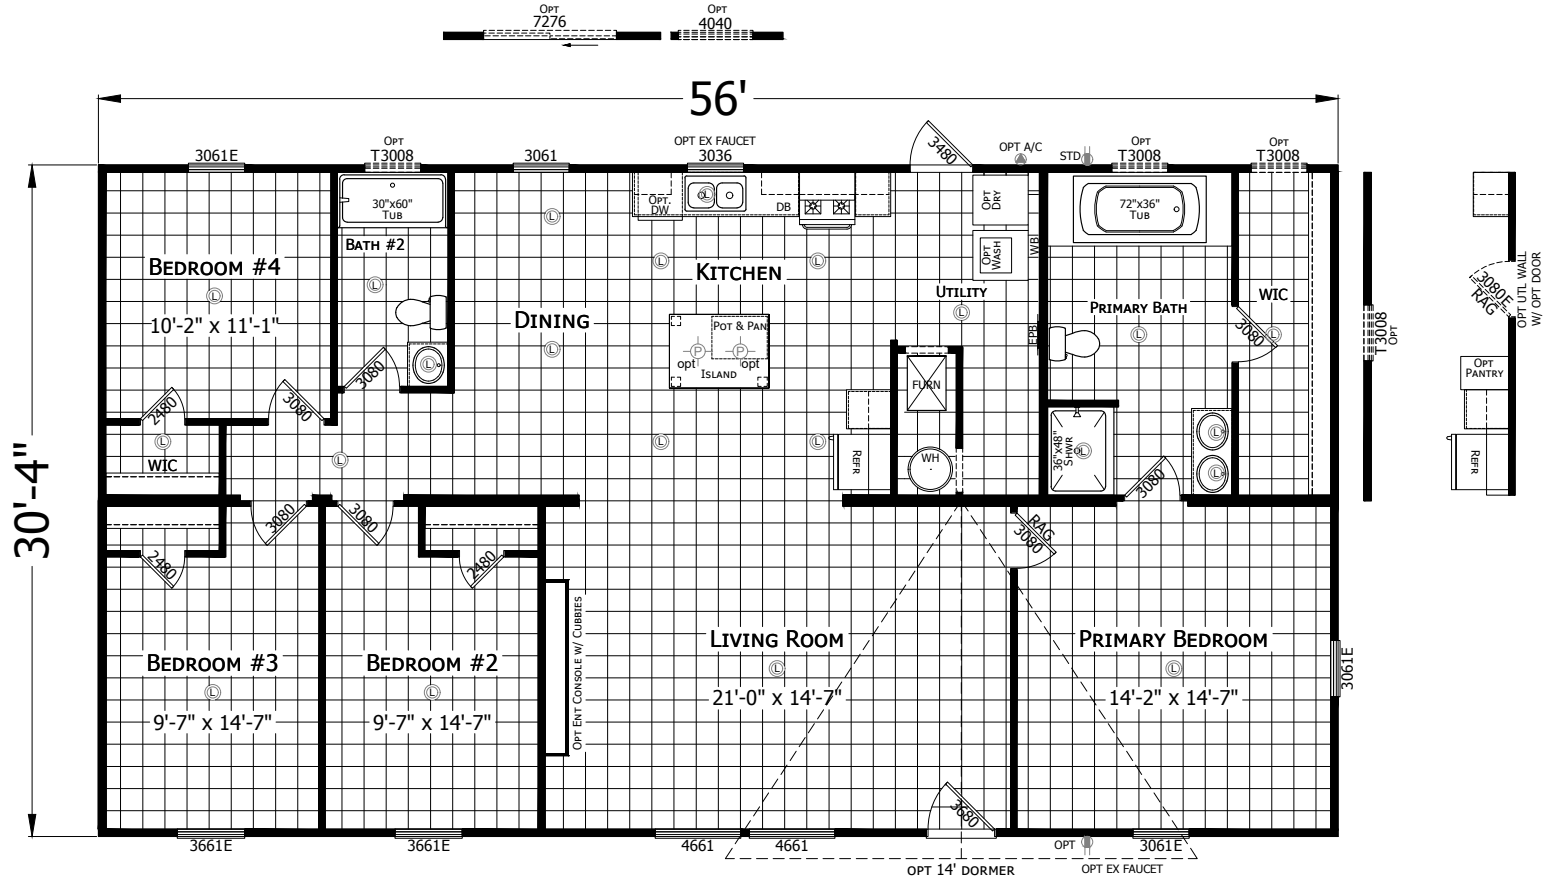 OPT
7276
OPT
4040
56'
30'-4"
3061E
OPT
T3008
3061
OPT EX FAUCET
3036
3480
OPT A/C
STD
OPT
T3008
OPT
T3008
30"x60"
TUB
BATH #2
BEDROOM #4
10'-2" x 11'-1"
L
L
3080
2480
3080
L
WIC
L
L
DINING
L
OPT.
DW
L
DB
L
L
KITCHEN
POT & PAN
P
P
opt
opt
ISLAND
L
L
REFR
OPT
DRY
OPT
WASH
WB
UTILITY
L
EPB
FURN
WH
72"x36"
TUB
PRIMARY BATH
L
36"x48"
SHWR
L
L
L
3080
WIC
3080
L
3080
3080
2480
2480
BEDROOM #3
L
9'-7" x 14'-7"
BEDROOM #2
L
9'-7" x 14'-7"
OPT ENT CONSOLE W/ CUBBIES
LIVING ROOM
L
21'-0" x 14'-7"
RAG
3080
PRIMARY BEDROOM
L
14'-2" x 14'-7"
3061E
3680
3661E
3661E
4661
4661
OPT 14' DORMER
OPT
3061E
OPT EX FAUCET
T3008
OPT
3080E
RAG
OPT UTL WALL
W/ OPT DOOR
OPT
PANTRY
REFR